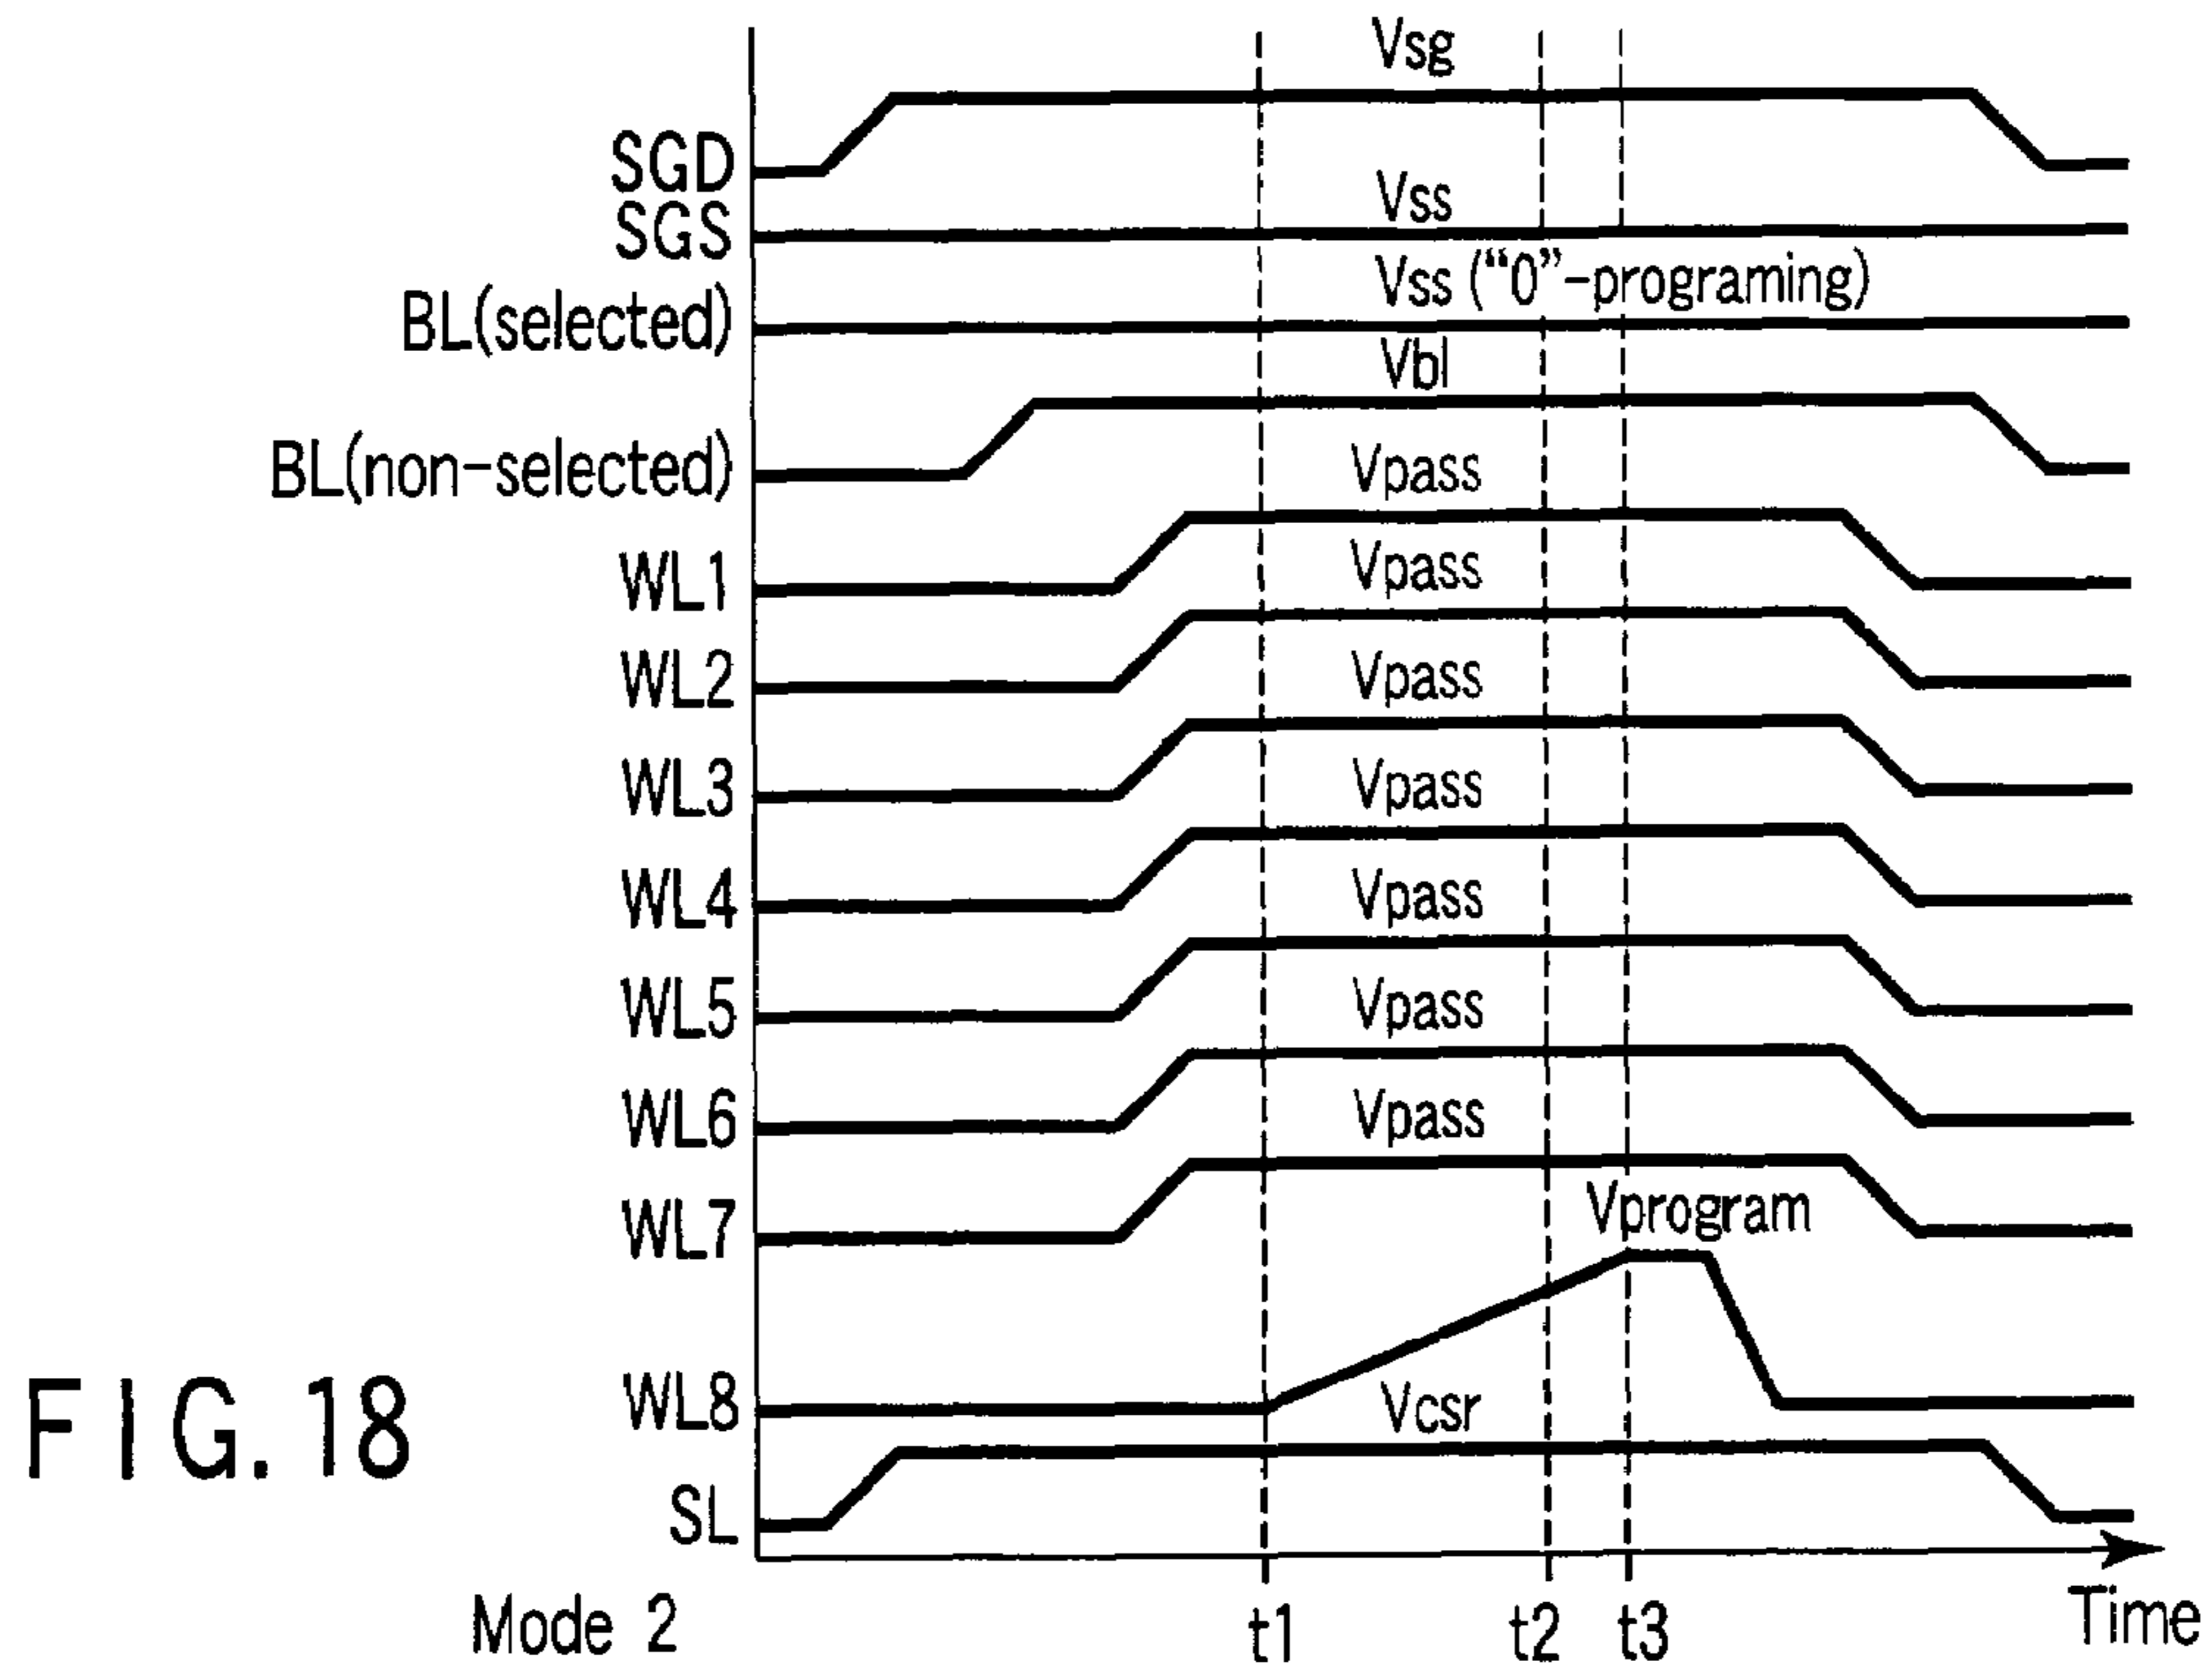 Vsg
SGD
Vss
SGS
Vss (“0”-programing)
BL(selected)
Vbl
BL(non-selected)
Vpass
WL1
Vpass
WL2
Vpass
WL3
Vpass
WL4
Vpass
WL5
Vpass
WL6
Vpass
WL7
Vprogram
WL8
Vcsr
SL
FIG.18
Mode 2
t1
t2
t3
Time